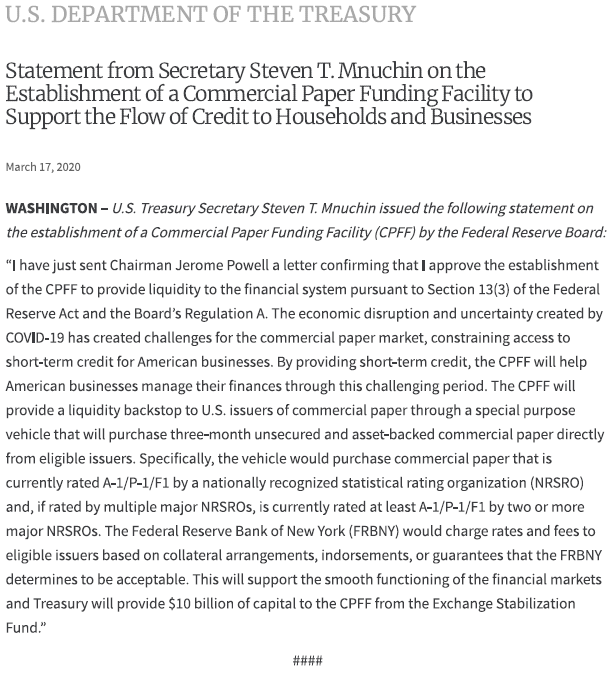 U.S. DEPARTMENT OF THE TREASURY
Statement from Secretary Steven T. Mnuchin on the
Establishment of a Commercial Paper Funding Facility to
Support the Flow of Credit to Households and Businesses
March 17, 2020
WASHINGTON – U.S. Treasury Secretary Steven T. Mnuchin issued the following statement on
the establishment of a Commercial Paper Funding Facility (CPFF) by the Federal Reserve Board:
“I have just sent Chairman Jerome Powell a letter confirming that I approve the establishment
of the CPFF to provide liquidity to the financial system pursuant to Section 13(3) of the Federal
Reserve Act and the Board’s Regulation A. The economic disruption and uncertainty created by
COVID-19 has created challenges for the commercial paper market, constraining access to
short-term credit for American businesses. By providing short-term credit, the CPFF will help
American businesses manage their finances through this challenging period. The CPFF will
provide a liquidity backstop to U.S. issuers of commercial paper through a special purpose
vehicle that will purchase three-month unsecured and asset-backed commercial paper directly
from eligible issuers. Specifically, the vehicle would purchase commercial paper that is
currently rated A-1/P-1/F1 by a nationally recognized statistical rating organization (NRSRO)
and, if rated by multiple major NRSROs, is currently rated at least A-1/P-1/F1 by two or more
major NRSROs. The Federal Reserve Bank of New York (FRBNY) would charge rates and fees to
eligible issuers based on collateral arrangements, indorsements, or guarantees that the FRBNY
determines to be acceptable. This will support the smooth functioning of the financial markets
and Treasury will provide $10 billion of capital to the CPFF from the Exchange Stabilization
Fund.”
####